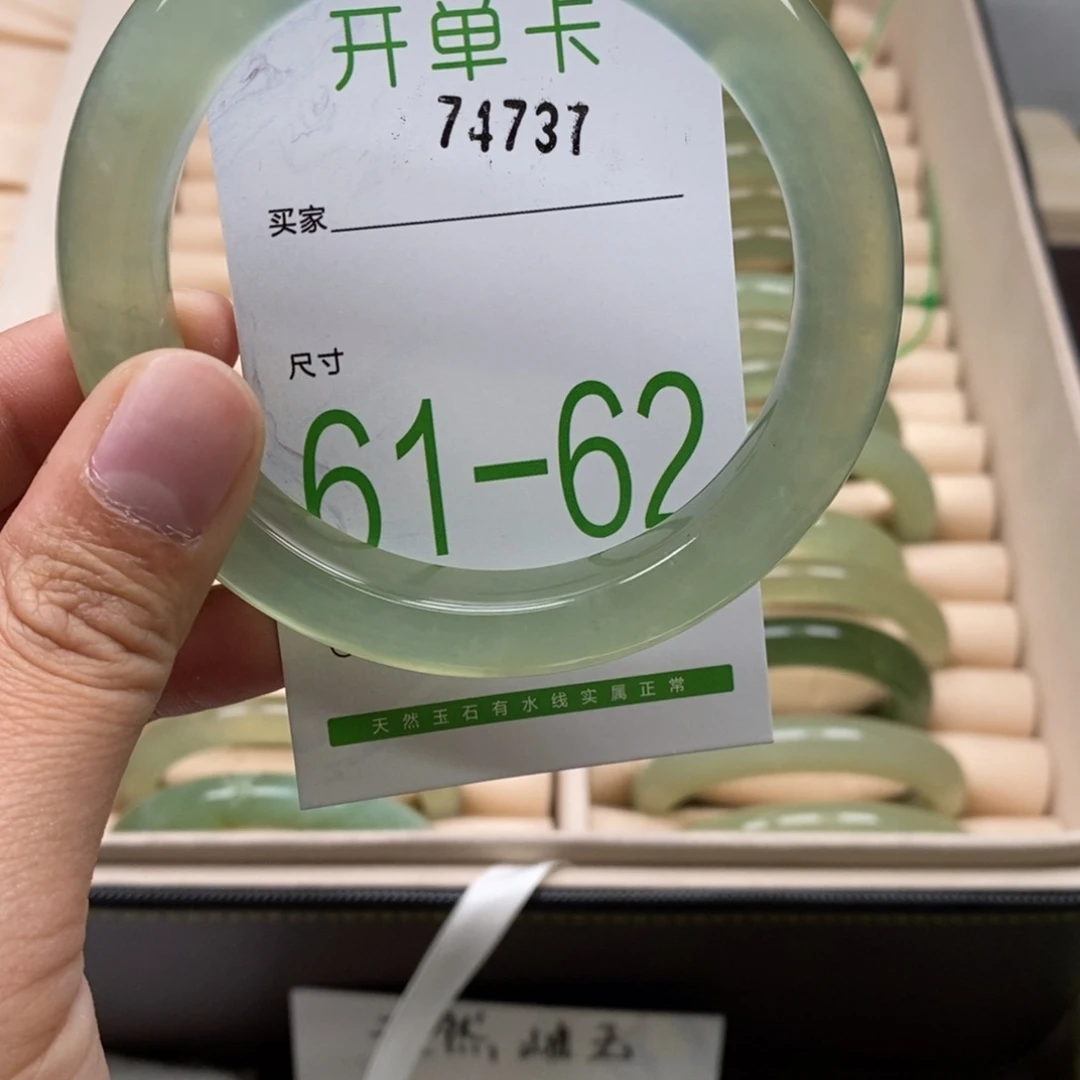 开单卡
74737
买家
尺寸
61-62
天然玉石有水线实属正常